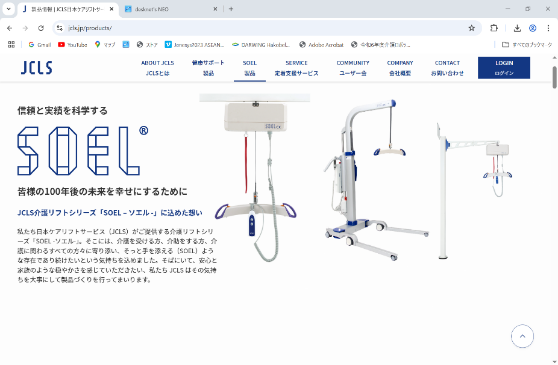 製品情報 | JCLS日本ケアリフトサー
desknet's NEO
jcls.jp/products/
Gmail
YouTube
マップ
ストア
DARWING Hakobel...
Adobe Acrobat
すべてのブックマーク
JCLS
ABOUT JCLS
健康サポート
SOEL
SERVICE
COMMUNITY
COMPANY
CONTACT
LOGIN
JCLSとは
製品
製品
定着支援サービス
ユーザー会
会社概要
お問い合わせ
ログイン
信頼と実績を科学する
SOEL®
皆様の100年後の未来を幸せにするために
JCLS介護リフトシリーズ「SOEL – ソエル -」に込めた想い
私たち日本ケアリフトサービス（JCLS）がご提供する介護リフトシリ
ーズ「SOEL -ソエル -」。そこには、介護を受ける方、介助をする方、介
護に関わるすべての方々に寄り添い、そっと手を添える（SOEL）よう
な存在であり続けたいという気持ちを込めました。そばにいて、安心と
家族のような穏やかさを感じていただきたい。私たち JCLS はその気持
ちを大事にして製品づくりを行ってまいります。